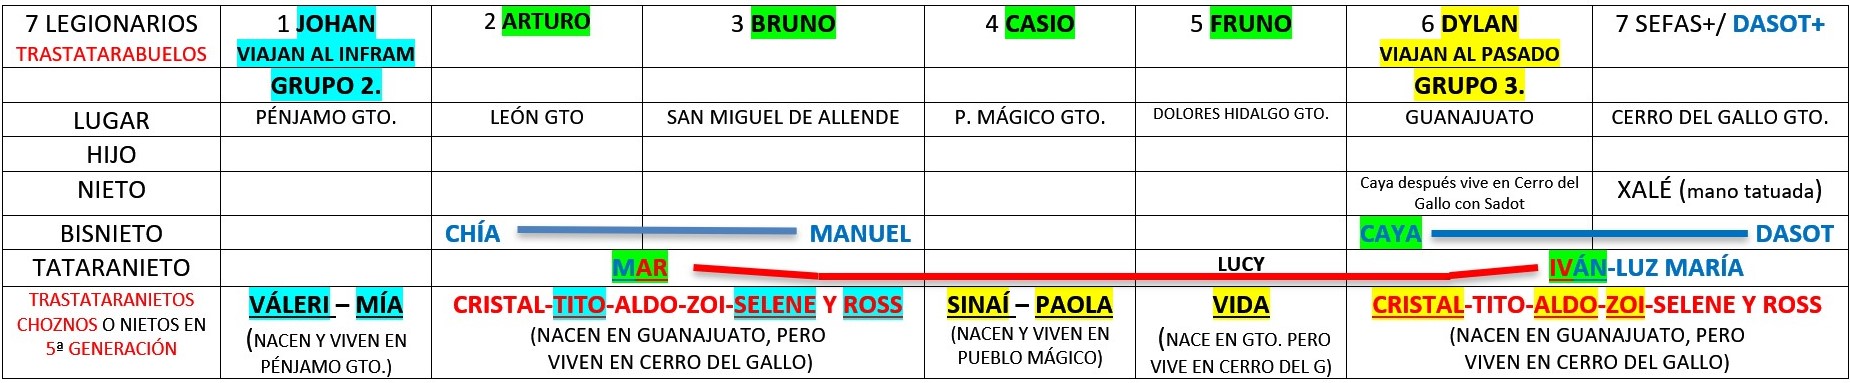 7 LEGIONARIOS
TRASTATARABUELOS
1 JOHAN
VIAJAN AL INFRAM
2 ARTURO
3 BRUNO
4 CASIO
5 FRUNO
6 DYLAN
VIAJAN AL PASADO
7 SEFAS+/ DASOT+
GRUPO 2.
GRUPO 3.
LUGAR
PÉNJAMO GTO.
LEÓN GTO
SAN MIGUEL DE ALLENDE
P. MÁGICO GTO.
DOLORES HIDALGO GTO.
GUANAJUATO
CERRO DEL GALLO GTO.
HIJO
NIETO
Caya después vive en Cerro del
Gallo con Sadot
XALÉ (mano tatuada)
BISNIETO
CHÍA
MANUEL
CAYA
DASOT
TATARANIETO
MAR
LUCY
IVÁN-LUZ MARÍA
TRASTATARANIETOS
CHOZNOS O NIETOS EN
5ª GENERACIÓN
VÁLERI – MÍA
(NACEN Y VIVEN EN
PÉNJAMO GTO.)
CRISTAL-TITO-ALDO-ZOI-SELENE Y ROSS
(NACEN EN GUANAJUATO, PERO
VIVEN EN CERRO DEL GALLO)
SINAÍ – PAOLA
(NACEN Y VIVEN EN
PUEBLO MÁGICO)
VIDA
(NACE EN GTO. PERO
VIVE EN CERRO DEL G)
CRISTAL-TITO-ALDO-ZOI-SELENE Y ROSS
(NACEN EN GUANAJUATO, PERO
VIVEN EN CERRO DEL GALLO)